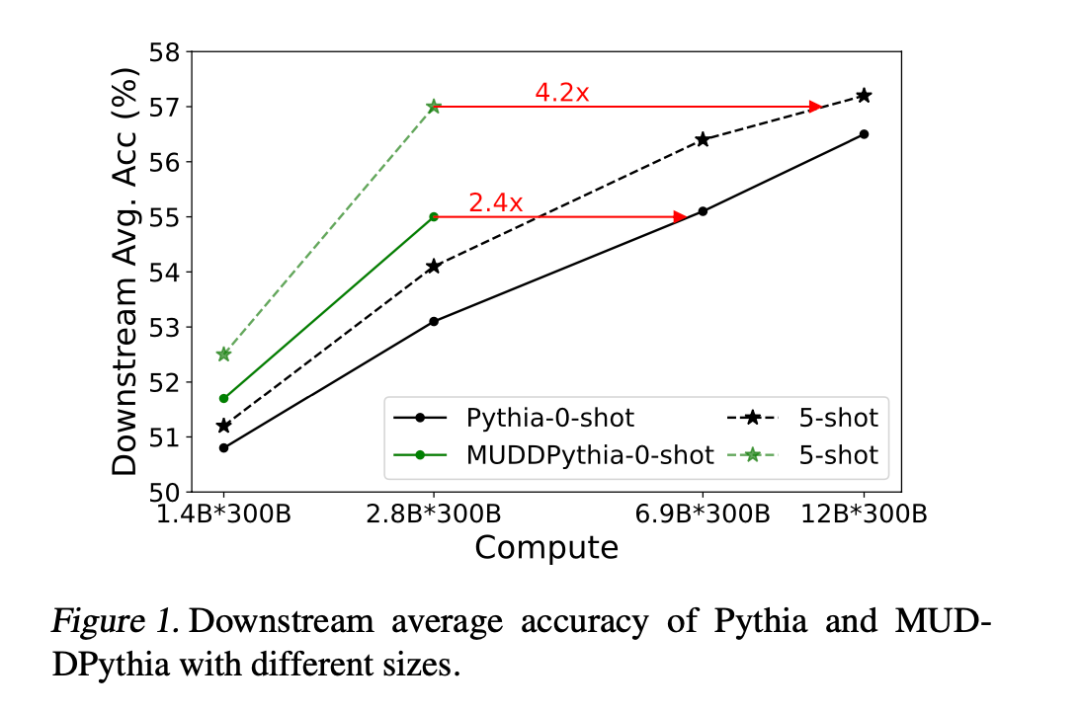 58
57
56
55
54
53
52
51
50
Downstream Avg. Acc (%)
4.2x
2.4x
Pythia-0-shot 5-shot
MUDDPythia-0-shot 5-shot
1.4B*300B 2.8B*300B 6.9B*300B 12B*300B
Compute
Figure 1. Downstream average accuracy of Pythia and MUD-
DPythia with different sizes.